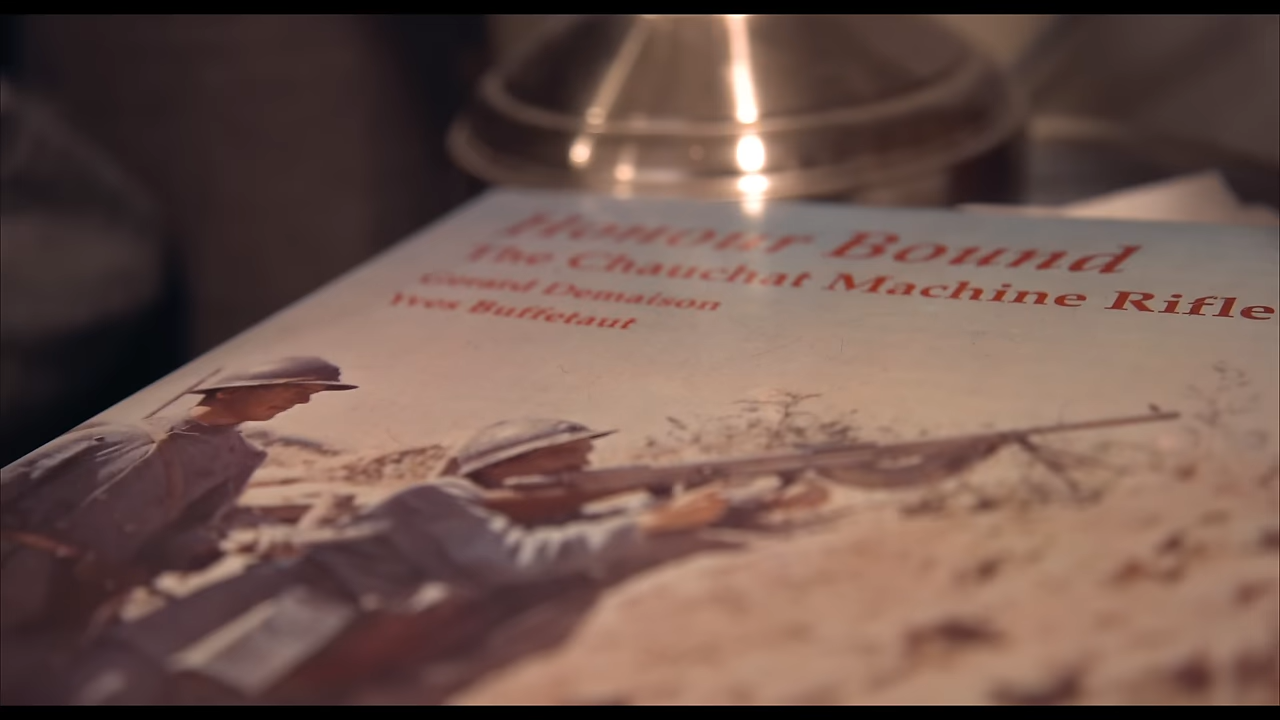 Honour Bound
The Chauchat Machine Rifle
Gerard Demaison
Yves Buffetaut